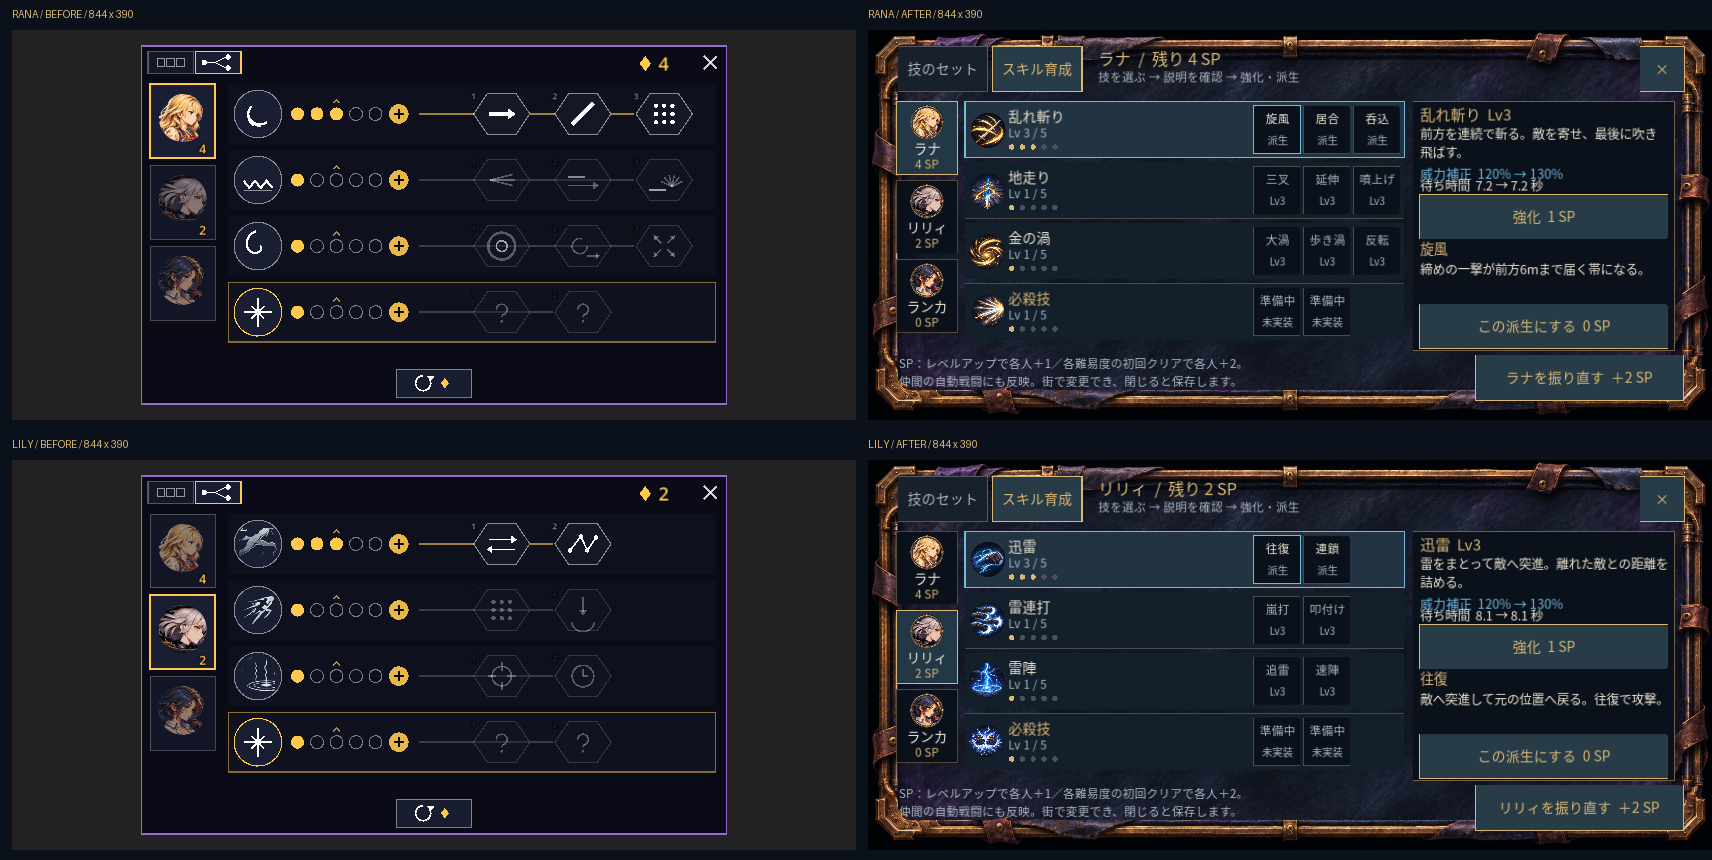 RANA / BEFORE / 844 x 390
4
4
1
2
3
2
?
?
RANA / AFTER / 844 x 390
技のセット
スキル育成
ラナ / 残り 4 SP
技を選ぶ → 説明を確認 → 強化・派生
×
ラナ
4 SP
リリィ
2 SP
ランカ
0 SP
乱れ斬り
Lv 3 / 5
旋風
派生
居合
派生
呑込
派生
地走り
Lv 1 / 5
三叉
Lv3
延伸
Lv3
噴上げ
Lv3
金の渦
Lv 1 / 5
大渦
Lv3
歩き渦
Lv3
反転
Lv3
必殺技
Lv 1 / 5
準備中
未実装
準備中
未実装
乱れ斬り Lv3
前方を連続で斬る。敵を寄せ、最後に吹き
飛ばす。
威力補正 120% → 130%
待ち時間 7.2 → 7.2 秒
強化 1 SP
旋風
締めの一撃が前方6mまで届く帯になる。
この派生にする 0 SP
SP：レベルアップで各人＋1／各難易度の初回クリアで各人＋2。
仲間の自動戦闘にも反映。街で変更でき、閉じると保存します。
ラナを振り直す ＋2 SP
LILY / BEFORE / 844 x 390
2
4
1
2
2
?
?
LILY / AFTER / 844 x 390
技のセット
スキル育成
リリィ / 残り 2 SP
技を選ぶ → 説明を確認 → 強化・派生
×
ラナ
4 SP
リリィ
2 SP
ランカ
0 SP
迅雷
Lv 3 / 5
往復
派生
連鎖
派生
雷連打
Lv 1 / 5
嵐打
Lv3
叩付け
Lv3
雷陣
Lv 1 / 5
追雷
Lv3
速陣
Lv3
必殺技
Lv 1 / 5
準備中
未実装
準備中
未実装
迅雷 Lv3
雷をまとって敵へ突進。離れた敵との距離を
詰める。
威力補正 120% → 130%
待ち時間 8.1 → 8.1 秒
強化 1 SP
往復
敵へ突進して元の位置へ戻る。往復で攻撃。
この派生にする 0 SP
SP：レベルアップで各人＋1／各難易度の初回クリアで各人＋2。
仲間の自動戦闘にも反映。街で変更でき、閉じると保存します。
リリィを振り直す ＋2 SP